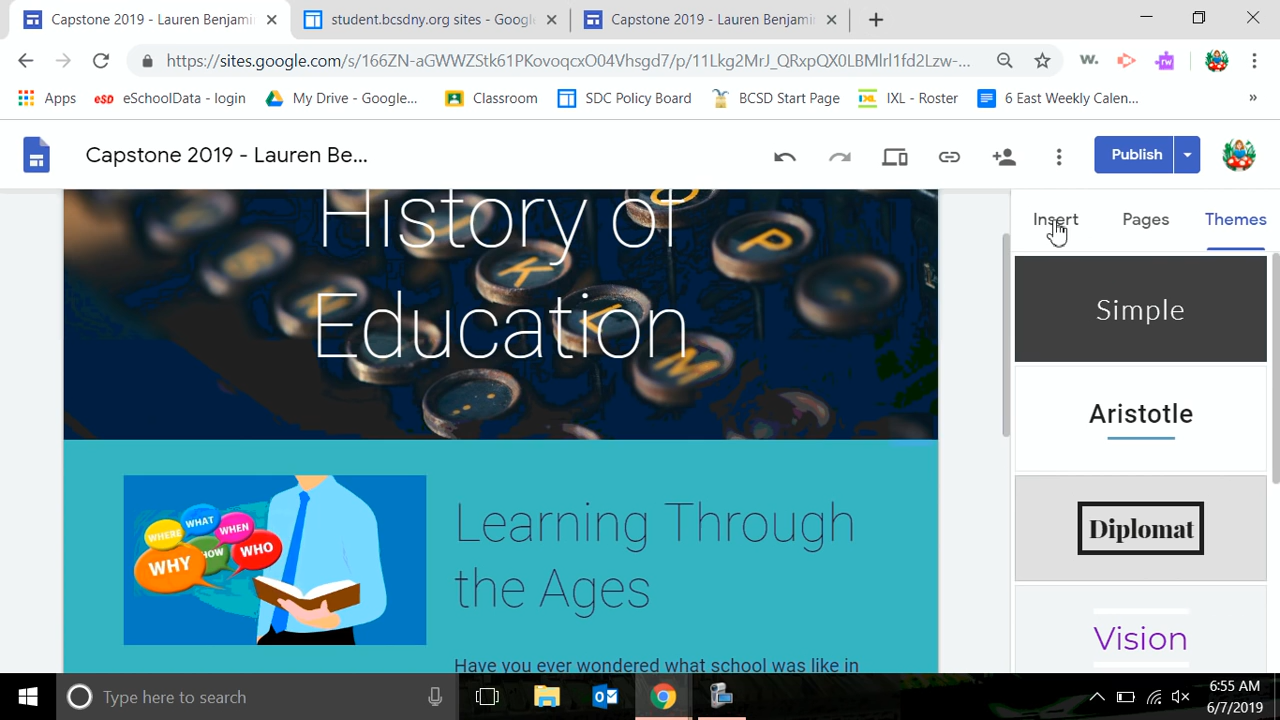 Capstone 2019 - Lauren Benjami
student.bcsdny.org sites - Googl
Capstone 2019 - Lauren Benjami
https://sites.google.com/s/166ZN-aGWWZStk61PKovoqcxO04Vhsgd7/p/11Lkg2MrJ_QRxpQX0LBMlrl1fd2Lzw-...
w.
rw
Apps
eSD
eSchoolData - login
My Drive - Google...
Classroom
SDC Policy Board
BCSD Start Page
IXL
IXL - Roster
6 East Weekly Calen...
»
Capstone 2019 - Lauren Be...
Publish
Insert
Pages
Themes
History of
Education
P
K
L
M
Simple
Aristotle
Diplomat
Vision
WHERE
WHAT
WHEN
WHY
HOW
WHO
Learning Through
the Ages
Have you ever wondered what school was like in
Type here to search
6:55 AM
6/7/2019